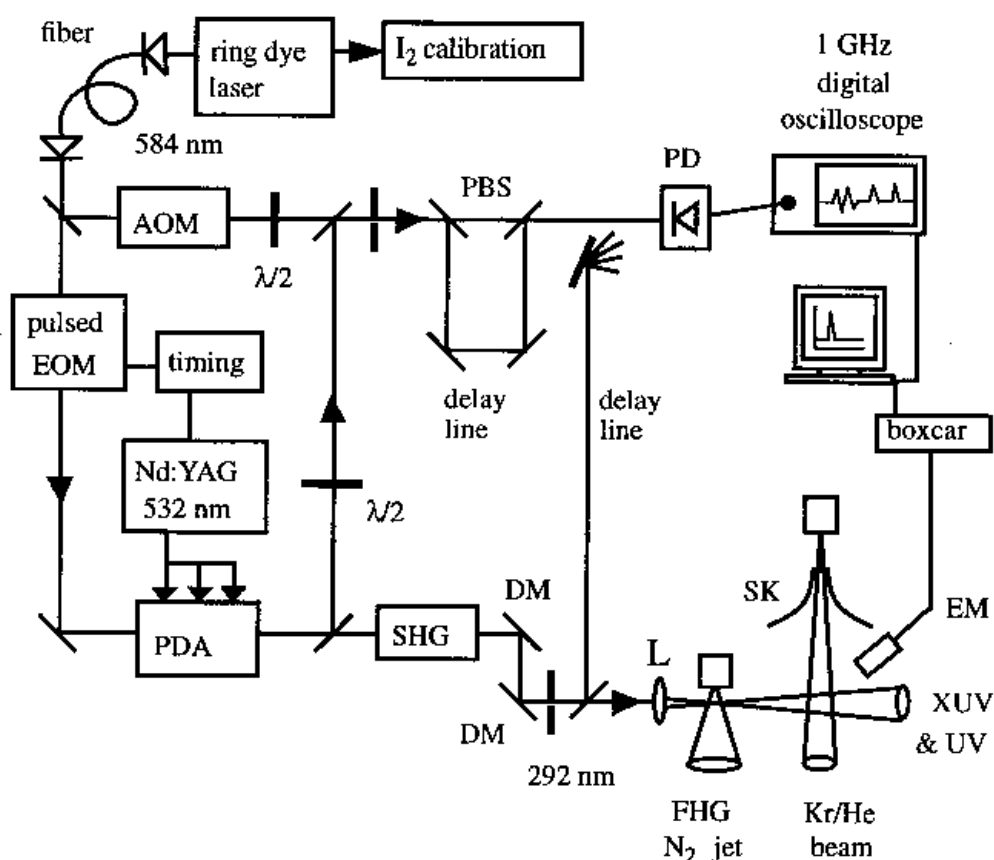 fiber
ring dye
laser
I₂ calibration
1 GHz
digital
oscilloscope
584 nm
PD
PBS
AOM
λ/2
pulsed
EOM
timing
delay
line
delay
line
boxcar
Nd:YAG
532 nm
λ/2
DM
SK
EM
PDA
SHG
L
XUV
& UV
DM
292 nm
FHG
N₂ jet
Kr/He
beam